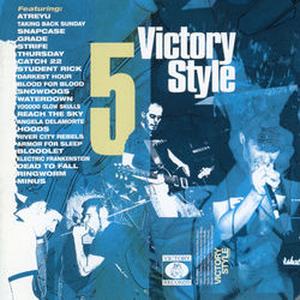 Featuring:
ATREYU
TAKING BACK SUNDAY
SNAPCASE
GRADE
STRIFE
THURSDAY
CATCH 22
STUDENT RICK
DARKEST HOUR
BLOOD FOR BLOOD
SNOWDOGS
WATERDOWN
VOODOO GLOW SKULLS
REACH THE SKY
ANGELA DELAMORTE
HOODS
RIVER CITY REBELS
ARMOR FOR SLEEP
BLOODLET
ELECTRIC FRANKENSTEIN
DEAD TO FALL
RINGWORM
MINUS
5
Victory
Style
VICTORY
RECORDS
VICTORY
STYLE